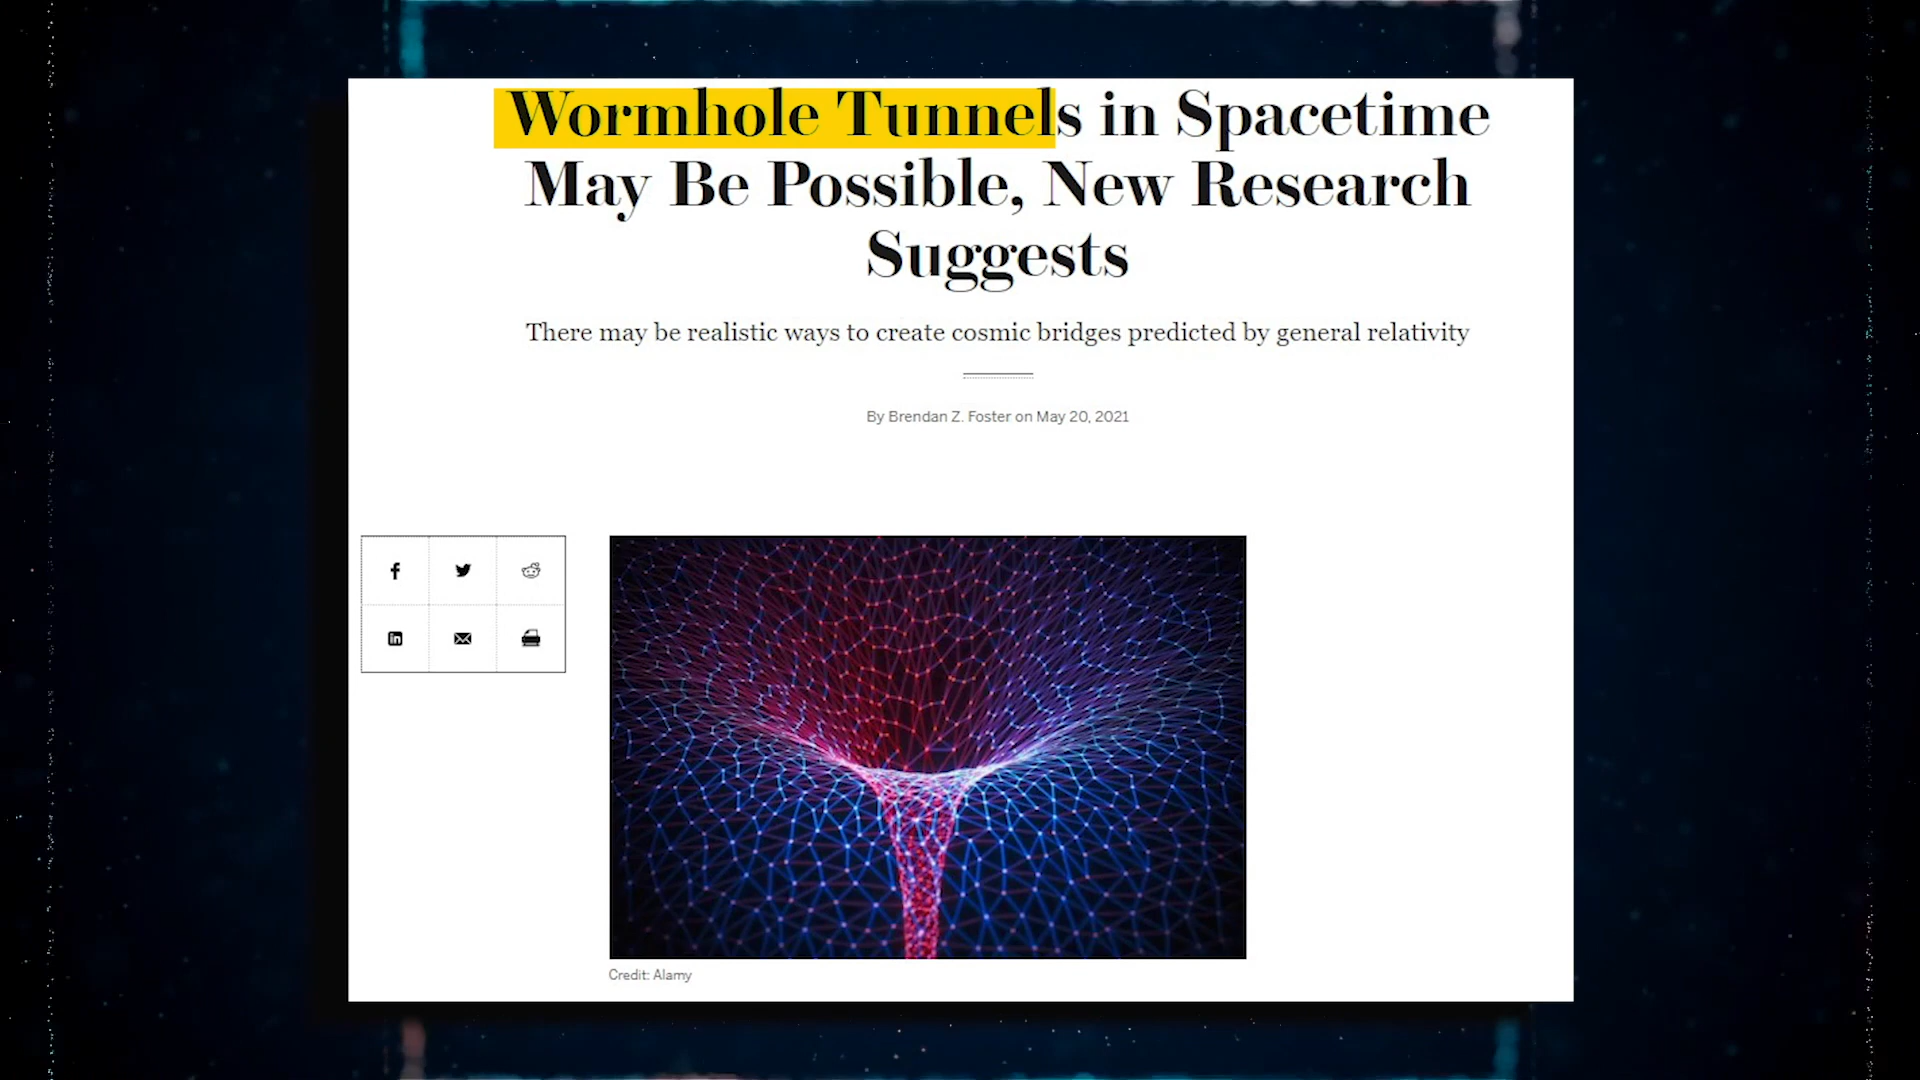 Wormhole Tunnels in Spacetime
May Be Possible, New Research
Suggests
There may be realistic ways to create cosmic bridges predicted by general relativity
By Brendan Z. Foster on May 20, 2021
Credit: Alamy